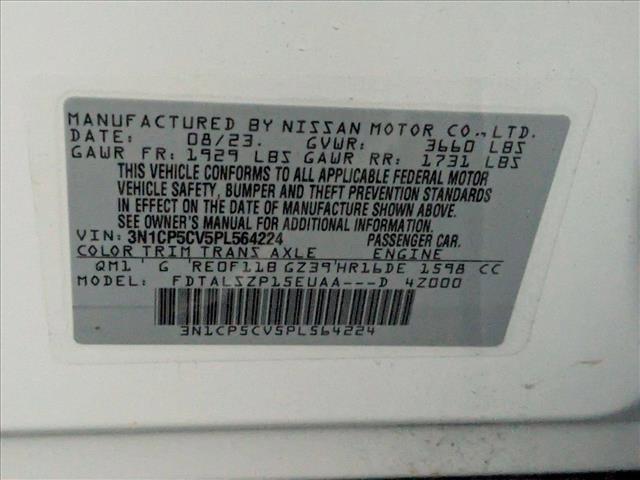 MANUFACTURED BY NISSAN MOTOR CO., LTD.
DATE: 08/23. GVWR: 3660 LBS
GAWR FR: 1929 LBS GAWR RR: 1731 LBS
THIS VEHICLE CONFORMS TO ALL APPLICABLE FEDERAL MOTOR
VEHICLE SAFETY, BUMPER AND THEFT PREVENTION STANDARDS
IN EFFECT ON THE DATE OF MANUFACTURE SHOWN ABOVE.
SEE OWNER'S MANUAL FOR ADDITIONAL INFORMATION.
VIN: 3N1CP5CV5PL564224 PASSENGER CAR.
COLOR TRIM TRANS AXLE ENGINE
QM1 G RE0F11B GZ39 HR16DE 1598 CC
MODEL: FDTALSZP15EUAA---D 4Z000
3N1CP5CV5PL564224